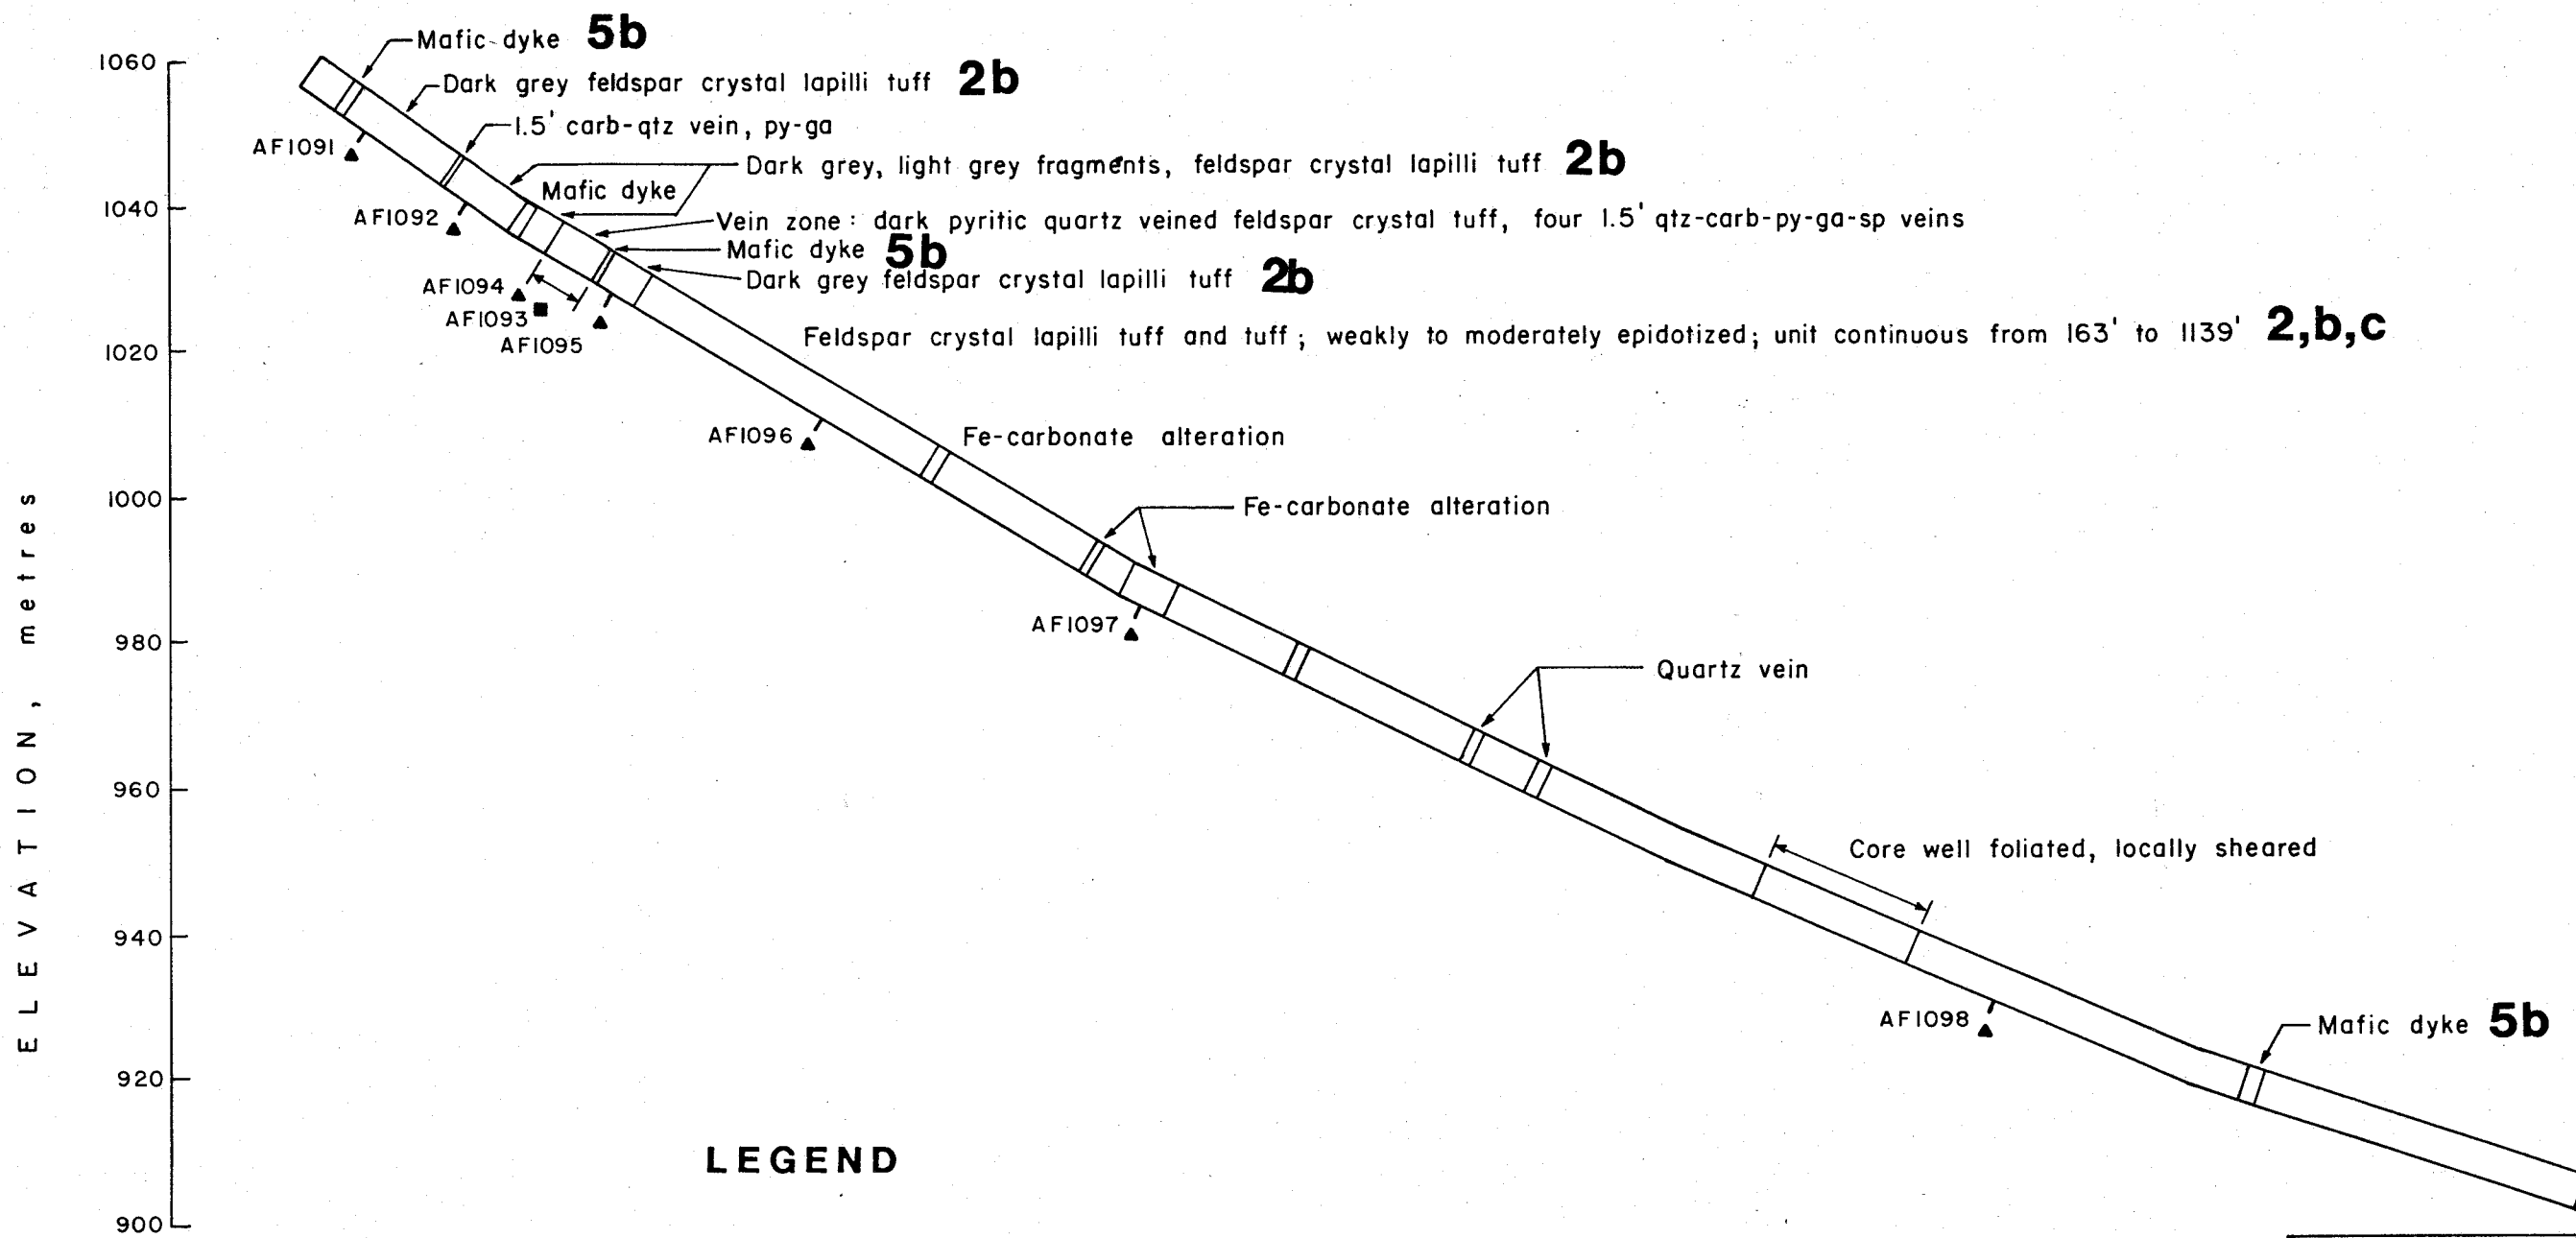 Mafic dyke 5b
1060
Dark grey feldspar crystal lapilli tuff 2b
1.5' carb-qtz vein, py-ga
AF1091
Dark grey, light grey fragments, feldspar crystal lapilli tuff 2b
Mafic dyke
1040
AF1092
Vein zone: dark pyritic quartz veined feldspar crystal tuff, four 1.5' qtz-carb-py-ga-sp veins
Mafic dyke 5b
Dark grey feldspar crystal lapilli tuff 2b
AF1094
AF1093
AF1095
Feldspar crystal lapilli tuff and tuff; weakly to moderately epidotized; unit continuous from 163' to 1139' 2,b,c
1020
AF1096
Fe-carbonate alteration
1000
Fe-carbonate alteration
ELEVATION, metres
AF1097
980
Quartz vein
960
Core well foliated, locally sheared
940
AF1098
Mafic dyke 5b
920
LEGEND
900